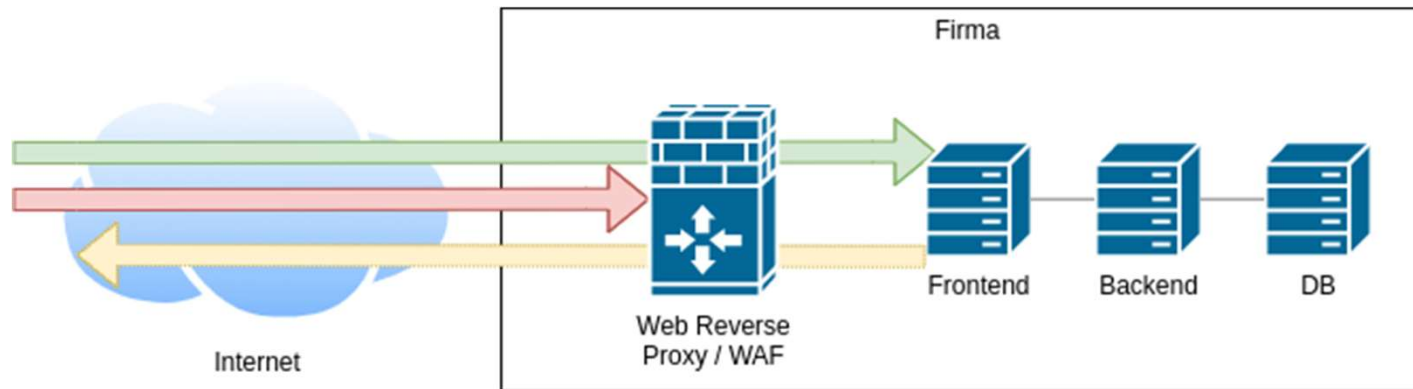 Firma
Frontend
Backend
DB
Web Reverse
Proxy / WAF
Internet